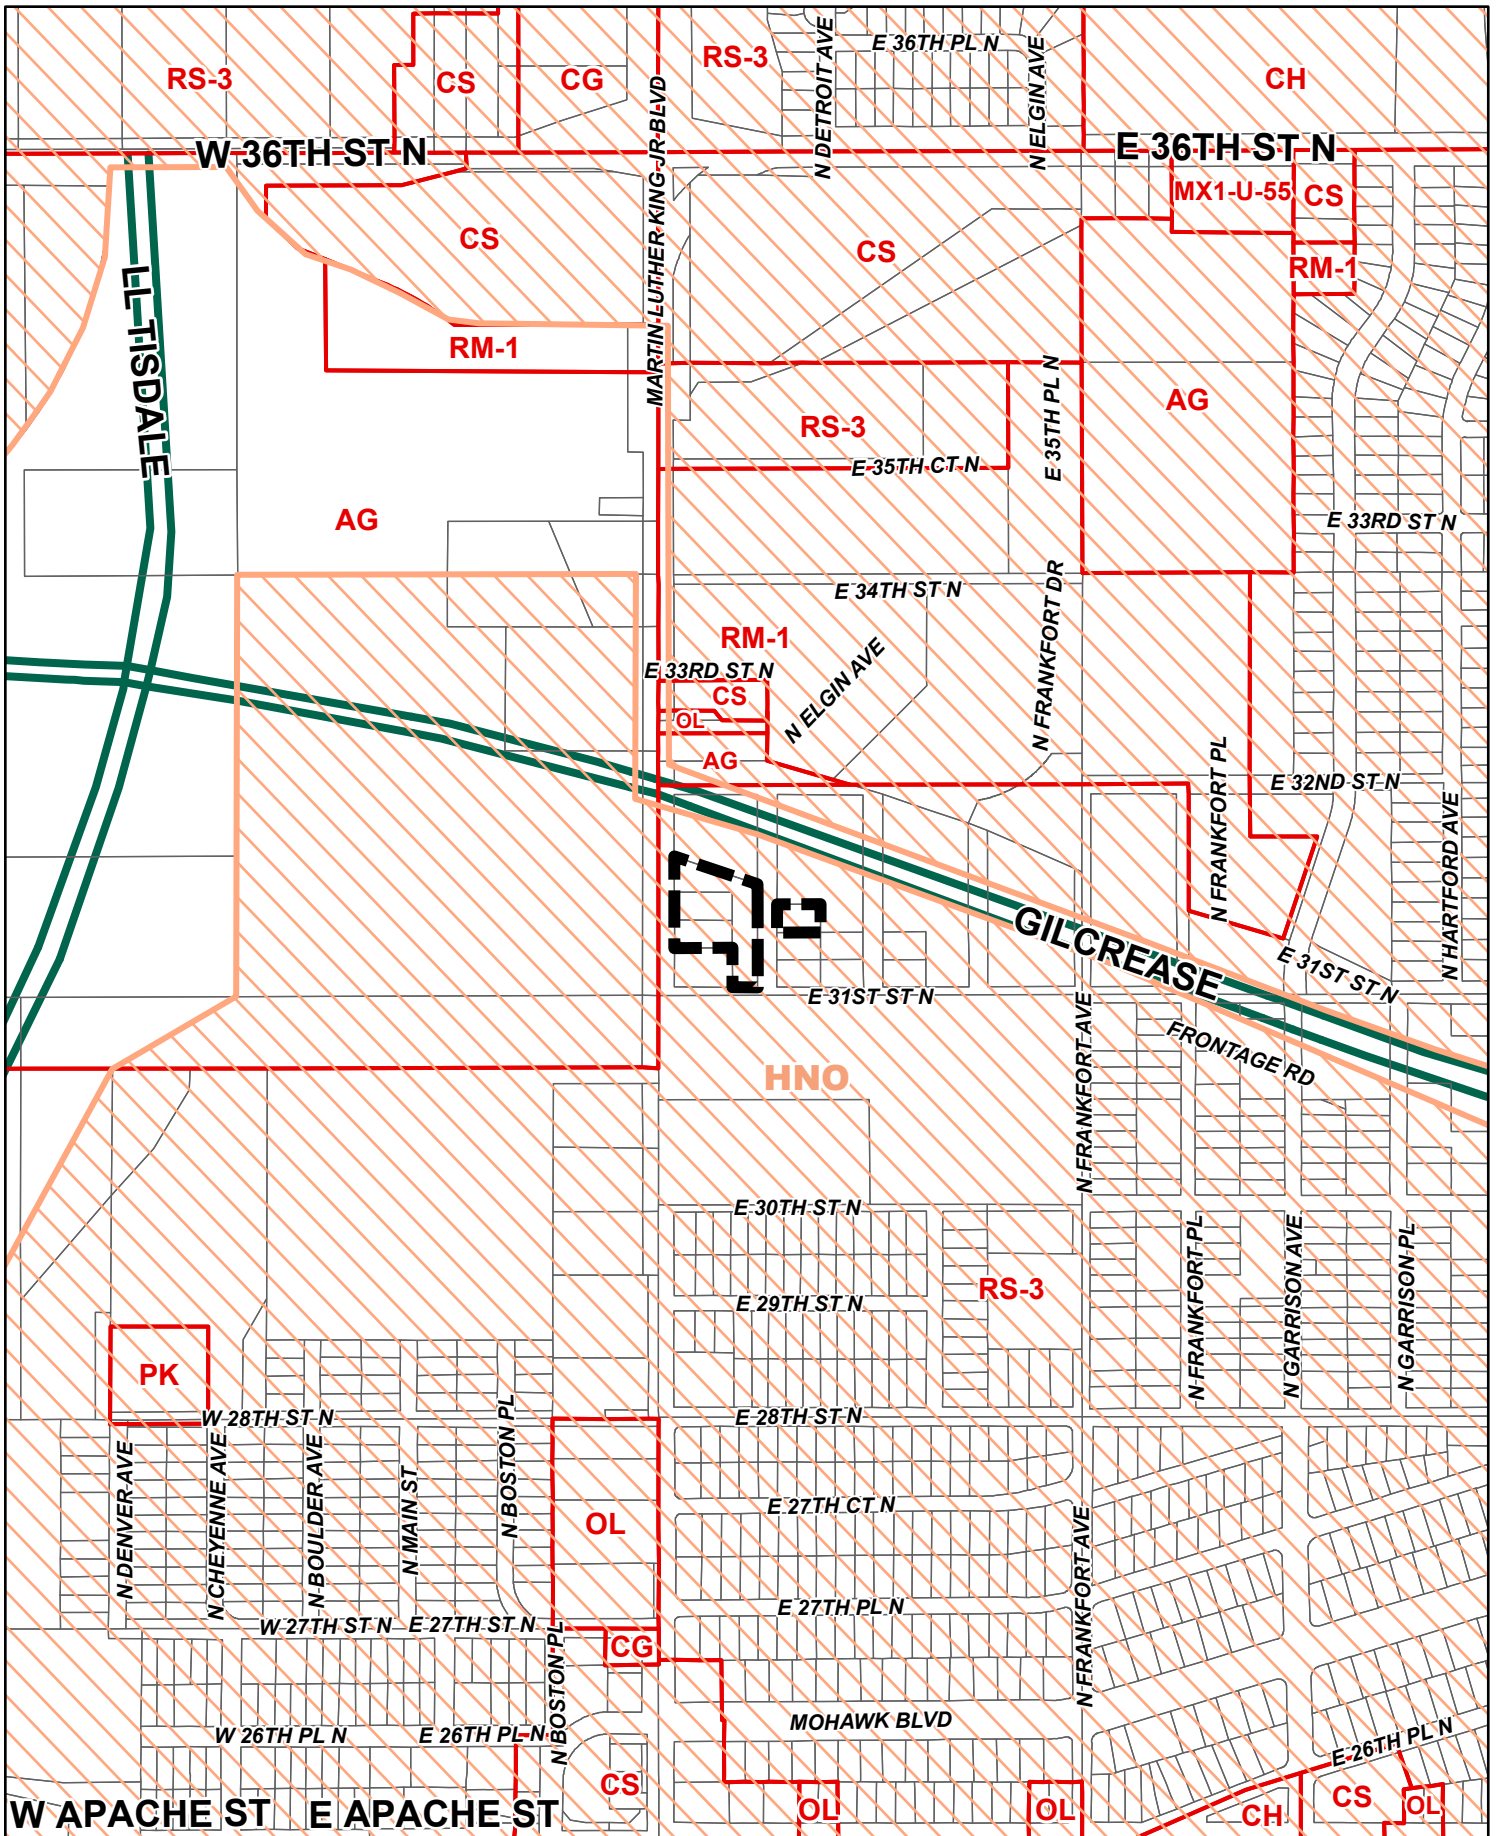 E 36TH PL N
RS-3
RS-3
CS
CG
CH
N DETROIT AVE
N ELGIN AVE
MARTIN LUTHER KING JR BLVD
W 36TH ST N
E 36TH ST N
MX1-U-55
CS
CS
CS
RM-1
LL TISDALE
RM-1
AG
RS-3
E 35TH PL N
E 35TH CT N
AG
E 33RD ST N
E 34TH ST N
N FRANKFORT DR
RM-1
E 33RD ST N
CS
OL
AG
N ELGIN AVE
N FRANKFORT PL
E 32ND ST N
N HARTFORD AVE
GILCREASE
E 31ST ST N
E 31ST ST N
FRONTAGE RD
HNO
N FRANKFORT AVE
E 30TH ST N
RS-3
E 29TH ST N
N FRANKFORT PL
N GARRISON AVE
N GARRISON PL
PK
W 28TH ST N
E 28TH ST N
N DENVER AVE
N CHEYENNE AVE
N BOULDER AVE
N MAIN ST
N BOSTON PL
OL
E 27TH CT N
N FRANKFORT AVE
E 27TH PL N
W 27TH ST N
E 27TH ST N
CG
N BOSTON PL
MOHAWK BLVD
W 26TH PL N
E 26TH PL N
E 26TH PL N
CS
OL
OL
CH
CS
OL
W APACHE ST
E APACHE ST